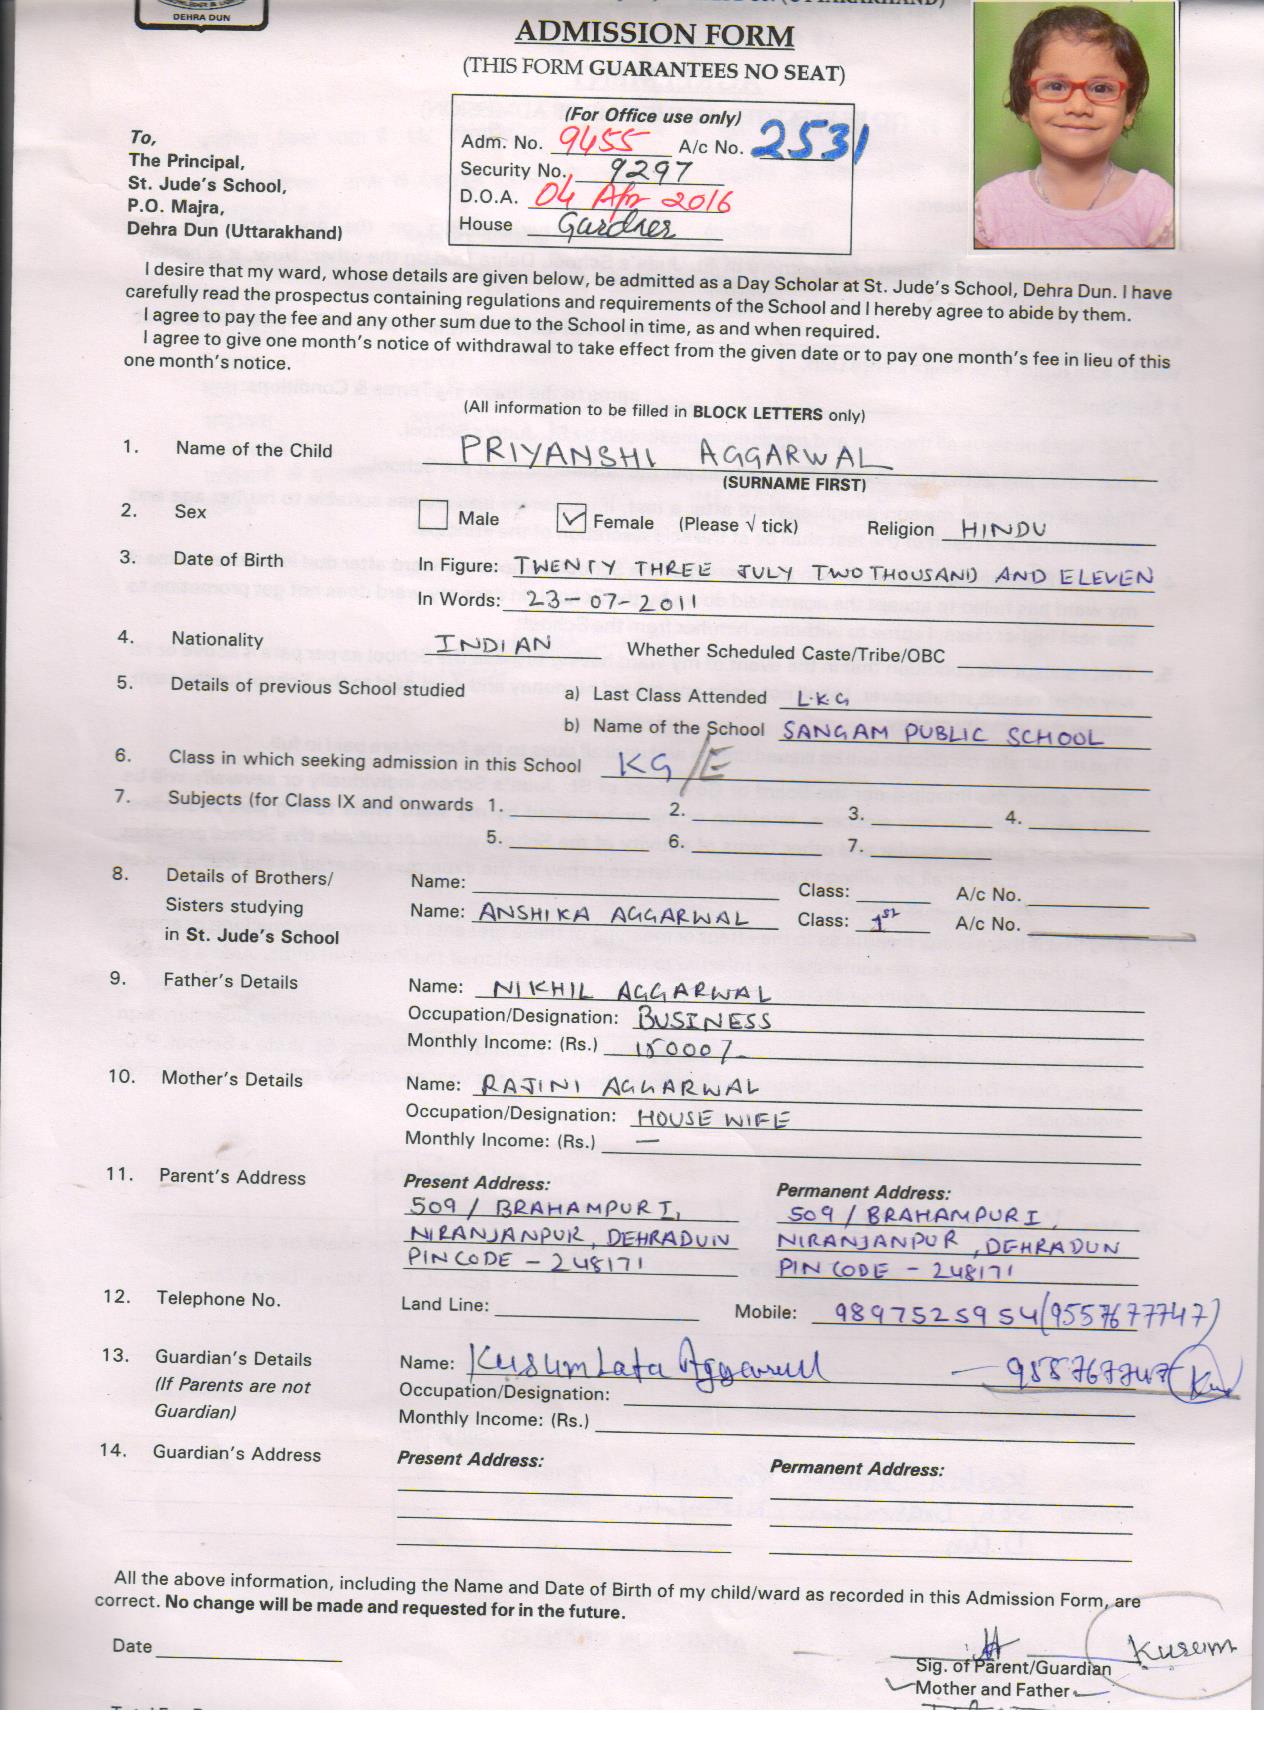 DEHRA DUN
ADMISSION FORM
(THIS FORM GUARANTEES NO SEAT)
(For Office use only)
Adm. No. 9455 A/c No. 2531
Security No. 9297
D.O.A. 04 Apr 2016
House Gardner
To,
The Principal,
St. Jude's School,
P.O. Majra,
Dehra Dun (Uttarakhand)
I desire that my ward, whose details are given below, be admitted as a Day Scholar at St. Jude's School, Dehra Dun. I have
carefully read the prospectus containing regulations and requirements of the School and I hereby agree to abide by them.
I agree to pay the fee and any other sum due to the School in time, as and when required.
I agree to give one month's notice of withdrawal to take effect from the given date or to pay one month's fee in lieu of this
one month's notice.
(All information to be filled in BLOCK LETTERS only)
1. Name of the Child PRIYANSHI AGGARWAL
(SURNAME FIRST)
2. Sex Male Female (Please √ tick) Religion HINDU
3. Date of Birth In Figure: TWENTY THREE JULY TWO THOUSAND AND ELEVEN
In Words: 23-07-2011
4. Nationality INDIAN Whether Scheduled Caste/Tribe/OBC
5. Details of previous School studied a) Last Class Attended L.K.G
b) Name of the School SANGAM PUBLIC SCHOOL
6. Class in which seeking admission in this School KG/E
7. Subjects (for Class IX and onwards 1. 2. 3. 4.
5. 6. 7.
8. Details of Brothers/ Name: Class: A/c No.
Sisters studying Name: ANSHIKA AGGARWAL Class: 1st A/c No.
in St. Jude's School
9. Father's Details Name: NIKHIL AGGARWAL
Occupation/Designation: BUSINESS
Monthly Income: (Rs.) 15000/-
10. Mother's Details Name: RAJINI AGGARWAL
Occupation/Designation: HOUSE WIFE
Monthly Income: (Rs.) —
11. Parent's Address Present Address: Permanent Address:
509 / BRAHAMPURI, 509 / BRAHAMPURI,
NIRANJANPUR, DEHRADUN NIRANJANPUR, DEHRADUN
PIN CODE - 248171 PIN CODE - 248171
12. Telephone No. Land Line: Mobile: 9897525954 (9557677747)
13. Guardian's Details Name: Kusum Lata Aggarwal — 9557677747
(If Parents are not Occupation/Designation:
Guardian) Monthly Income: (Rs.)
14. Guardian's Address Present Address: Permanent Address:
All the above information, including the Name and Date of Birth of my child/ward as recorded in this Admission Form, are
correct. No change will be made and requested for in the future.
Date
Kusum
Sig. of Parent/Guardian
Mother and Father